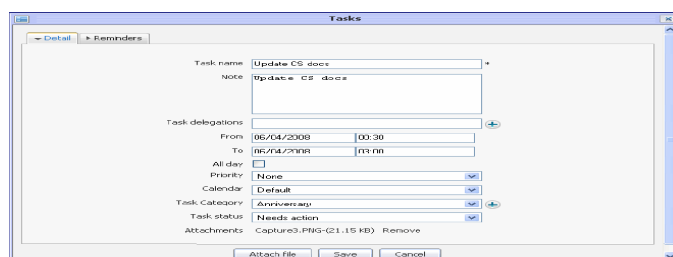 Tasks
Detail Reminders
Task name Update CS docs *
Note Update CS docs
Task delegations
From 06/04/2008 00:30
To 06/04/2008 03:00
All day
Priority None
Calendar Default
Task Category Anniversary
Task status Needs action
Attachments Capture3.PNG-(21.15 KB) Remove
Attach File Save Cancel